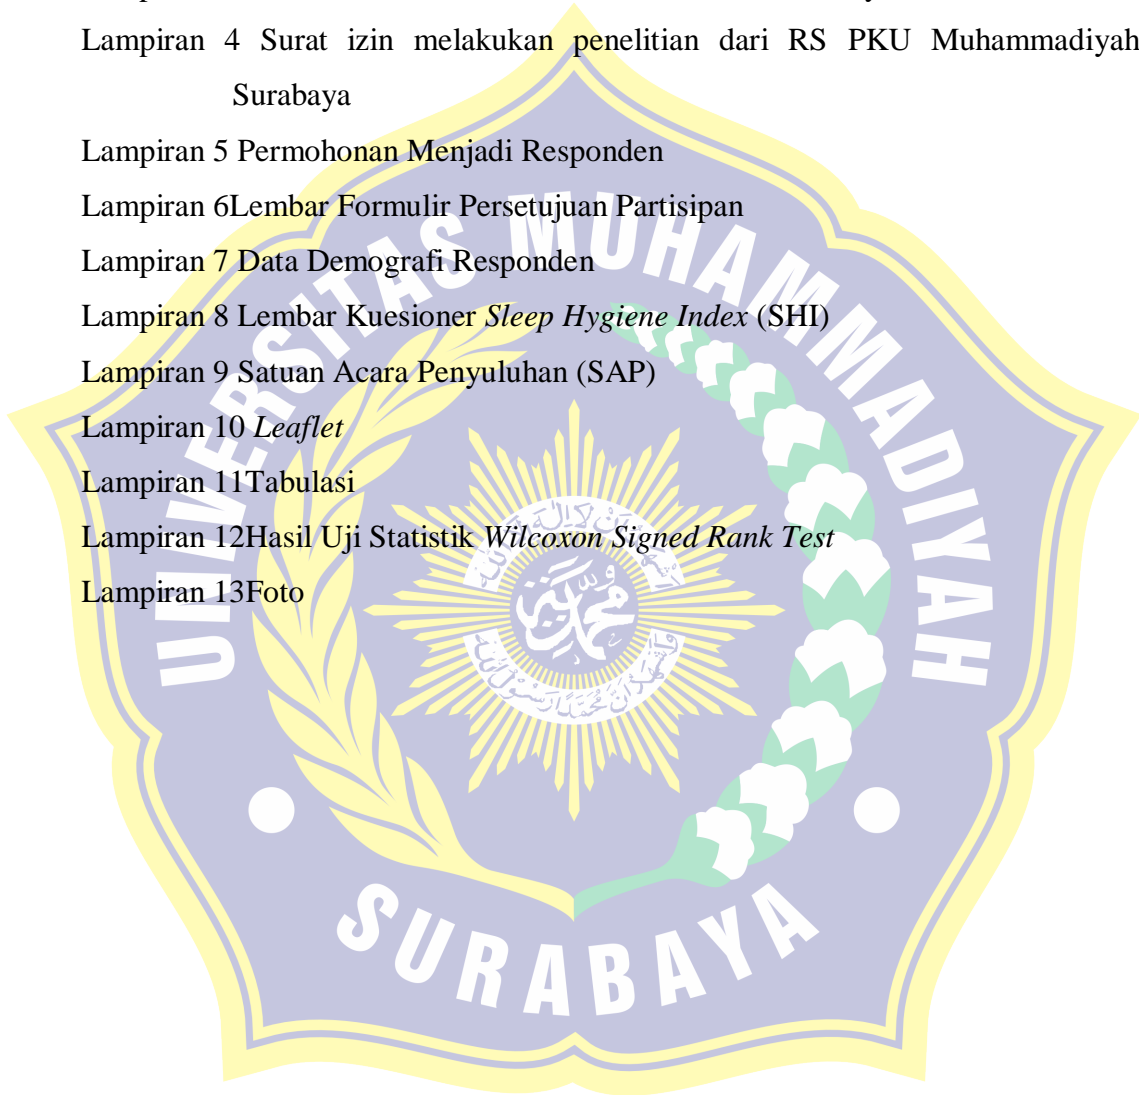 Lampiran 4 Surat izin melakukan penelitian dari RS PKU Muhammadiyah
Surabaya
Lampiran 5 Permohonan Menjadi Responden
Lampiran 6Lembar Formulir Persetujuan Partisipan
Lampiran 7 Data Demografi Responden
Lampiran 8 Lembar Kuesioner Sleep Hygiene Index (SHI)
Lampiran 9 Satuan Acara Penyuluhan (SAP)
Lampiran 10 Leaflet
Lampiran 11Tabulasi
Lampiran 12Hasil Uji Statistik Wilcoxon Signed Rank Test
Lampiran 13Foto
UNIVERSITAS MUHAMMADIYAH
SURABAYA
محمد